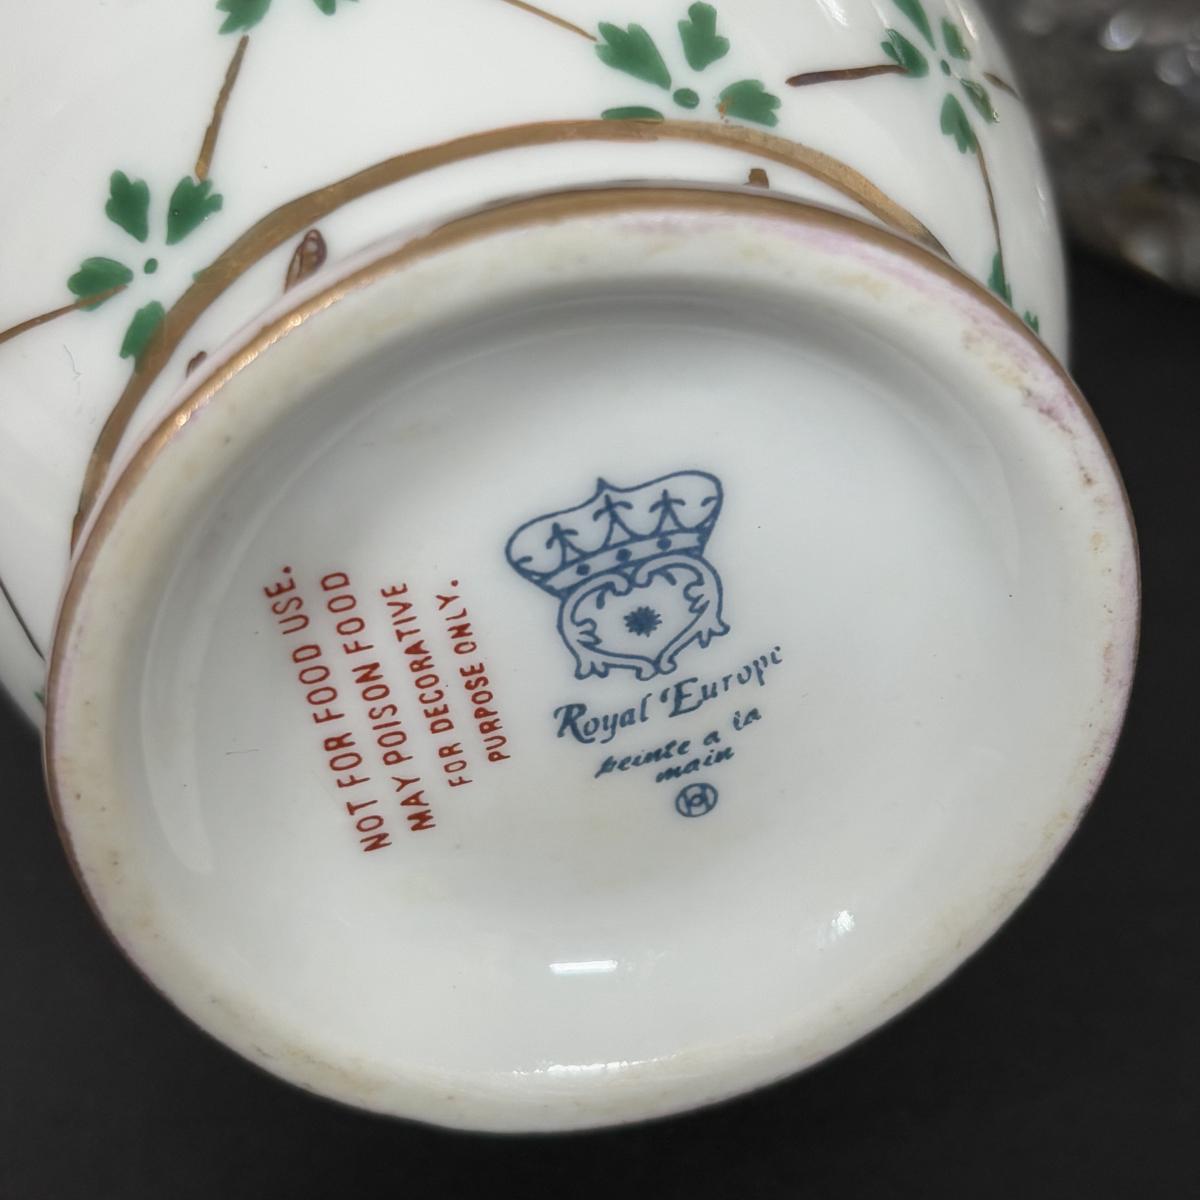 NOT FOR FOOD USE.
MAY POISON FOOD
FOR DECORATIVE
PURPOSE ONLY.
Royal Europe
peinte a la
main